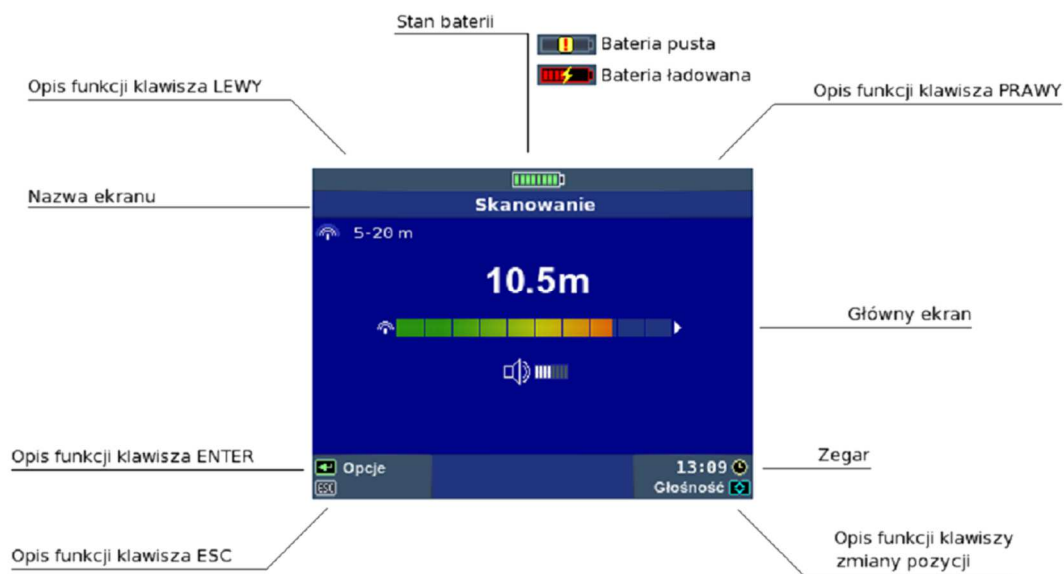 Stan baterii
Bateria pusta
Bateria ładowana
Opis funkcji klawisza LEWY
Opis funkcji klawisza PRAWY
Nazwa ekranu
Skanowanie
5-20 m
10.5m
Główny ekran
Opis funkcji klawisza ENTER
Opcje
13:09
Zegar
ESC
Głośność
Opis funkcji klawisza ESC
Opis funkcji klawiszy
zmiany pozycji